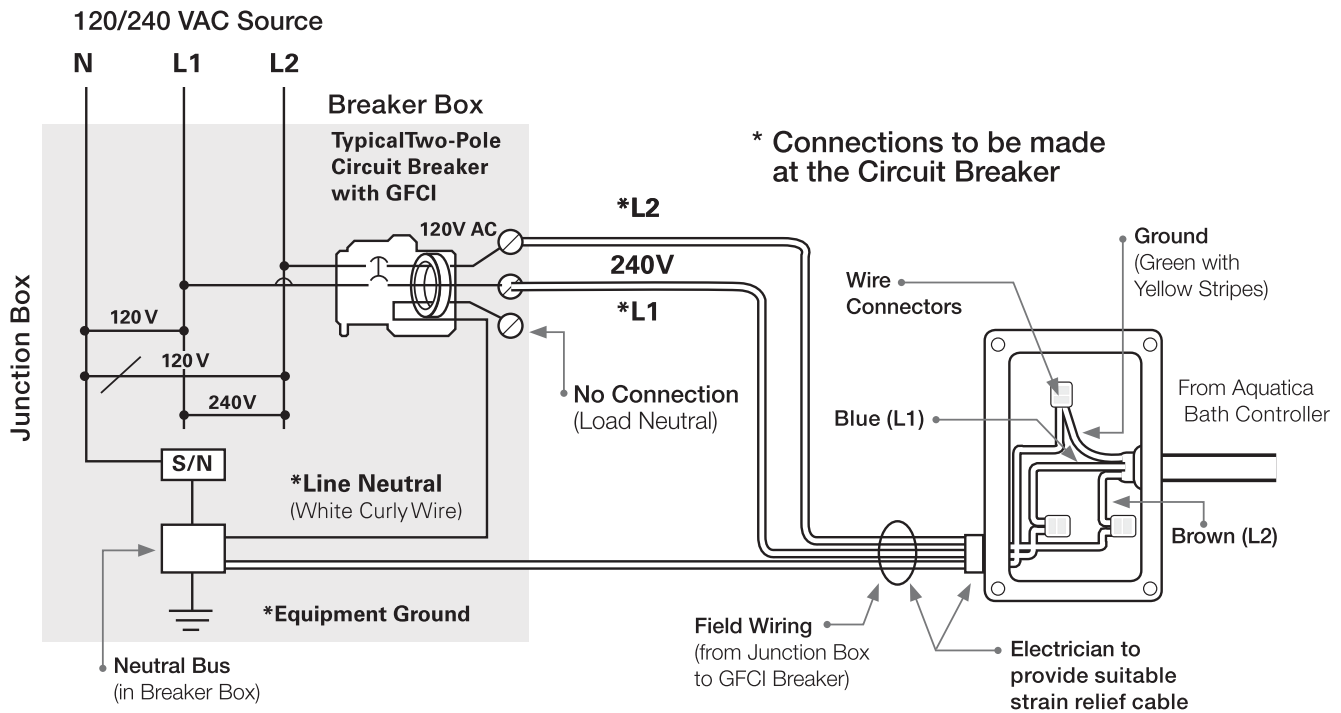 120/240 VAC Source
N L1 L2
Breaker Box
TypicalTwo-Pole
Circuit Breaker
with GFCI
* Connections to be made
at the Circuit Breaker
120V AC
*L2
240V
*L1
Ground
(Green with
Yellow Stripes)
Wire
Connectors
Junction Box
120 V
120 V
240V
No Connection
(Load Neutral)
Blue (L1)
From Aquatica
Bath Controller
S/N
*Line Neutral
(White Curly Wire)
Brown (L2)
*Equipment Ground
Neutral Bus
(in Breaker Box)
Field Wiring
(from Junction Box
to GFCI Breaker)
Electrician to
provide suitable
strain relief cable